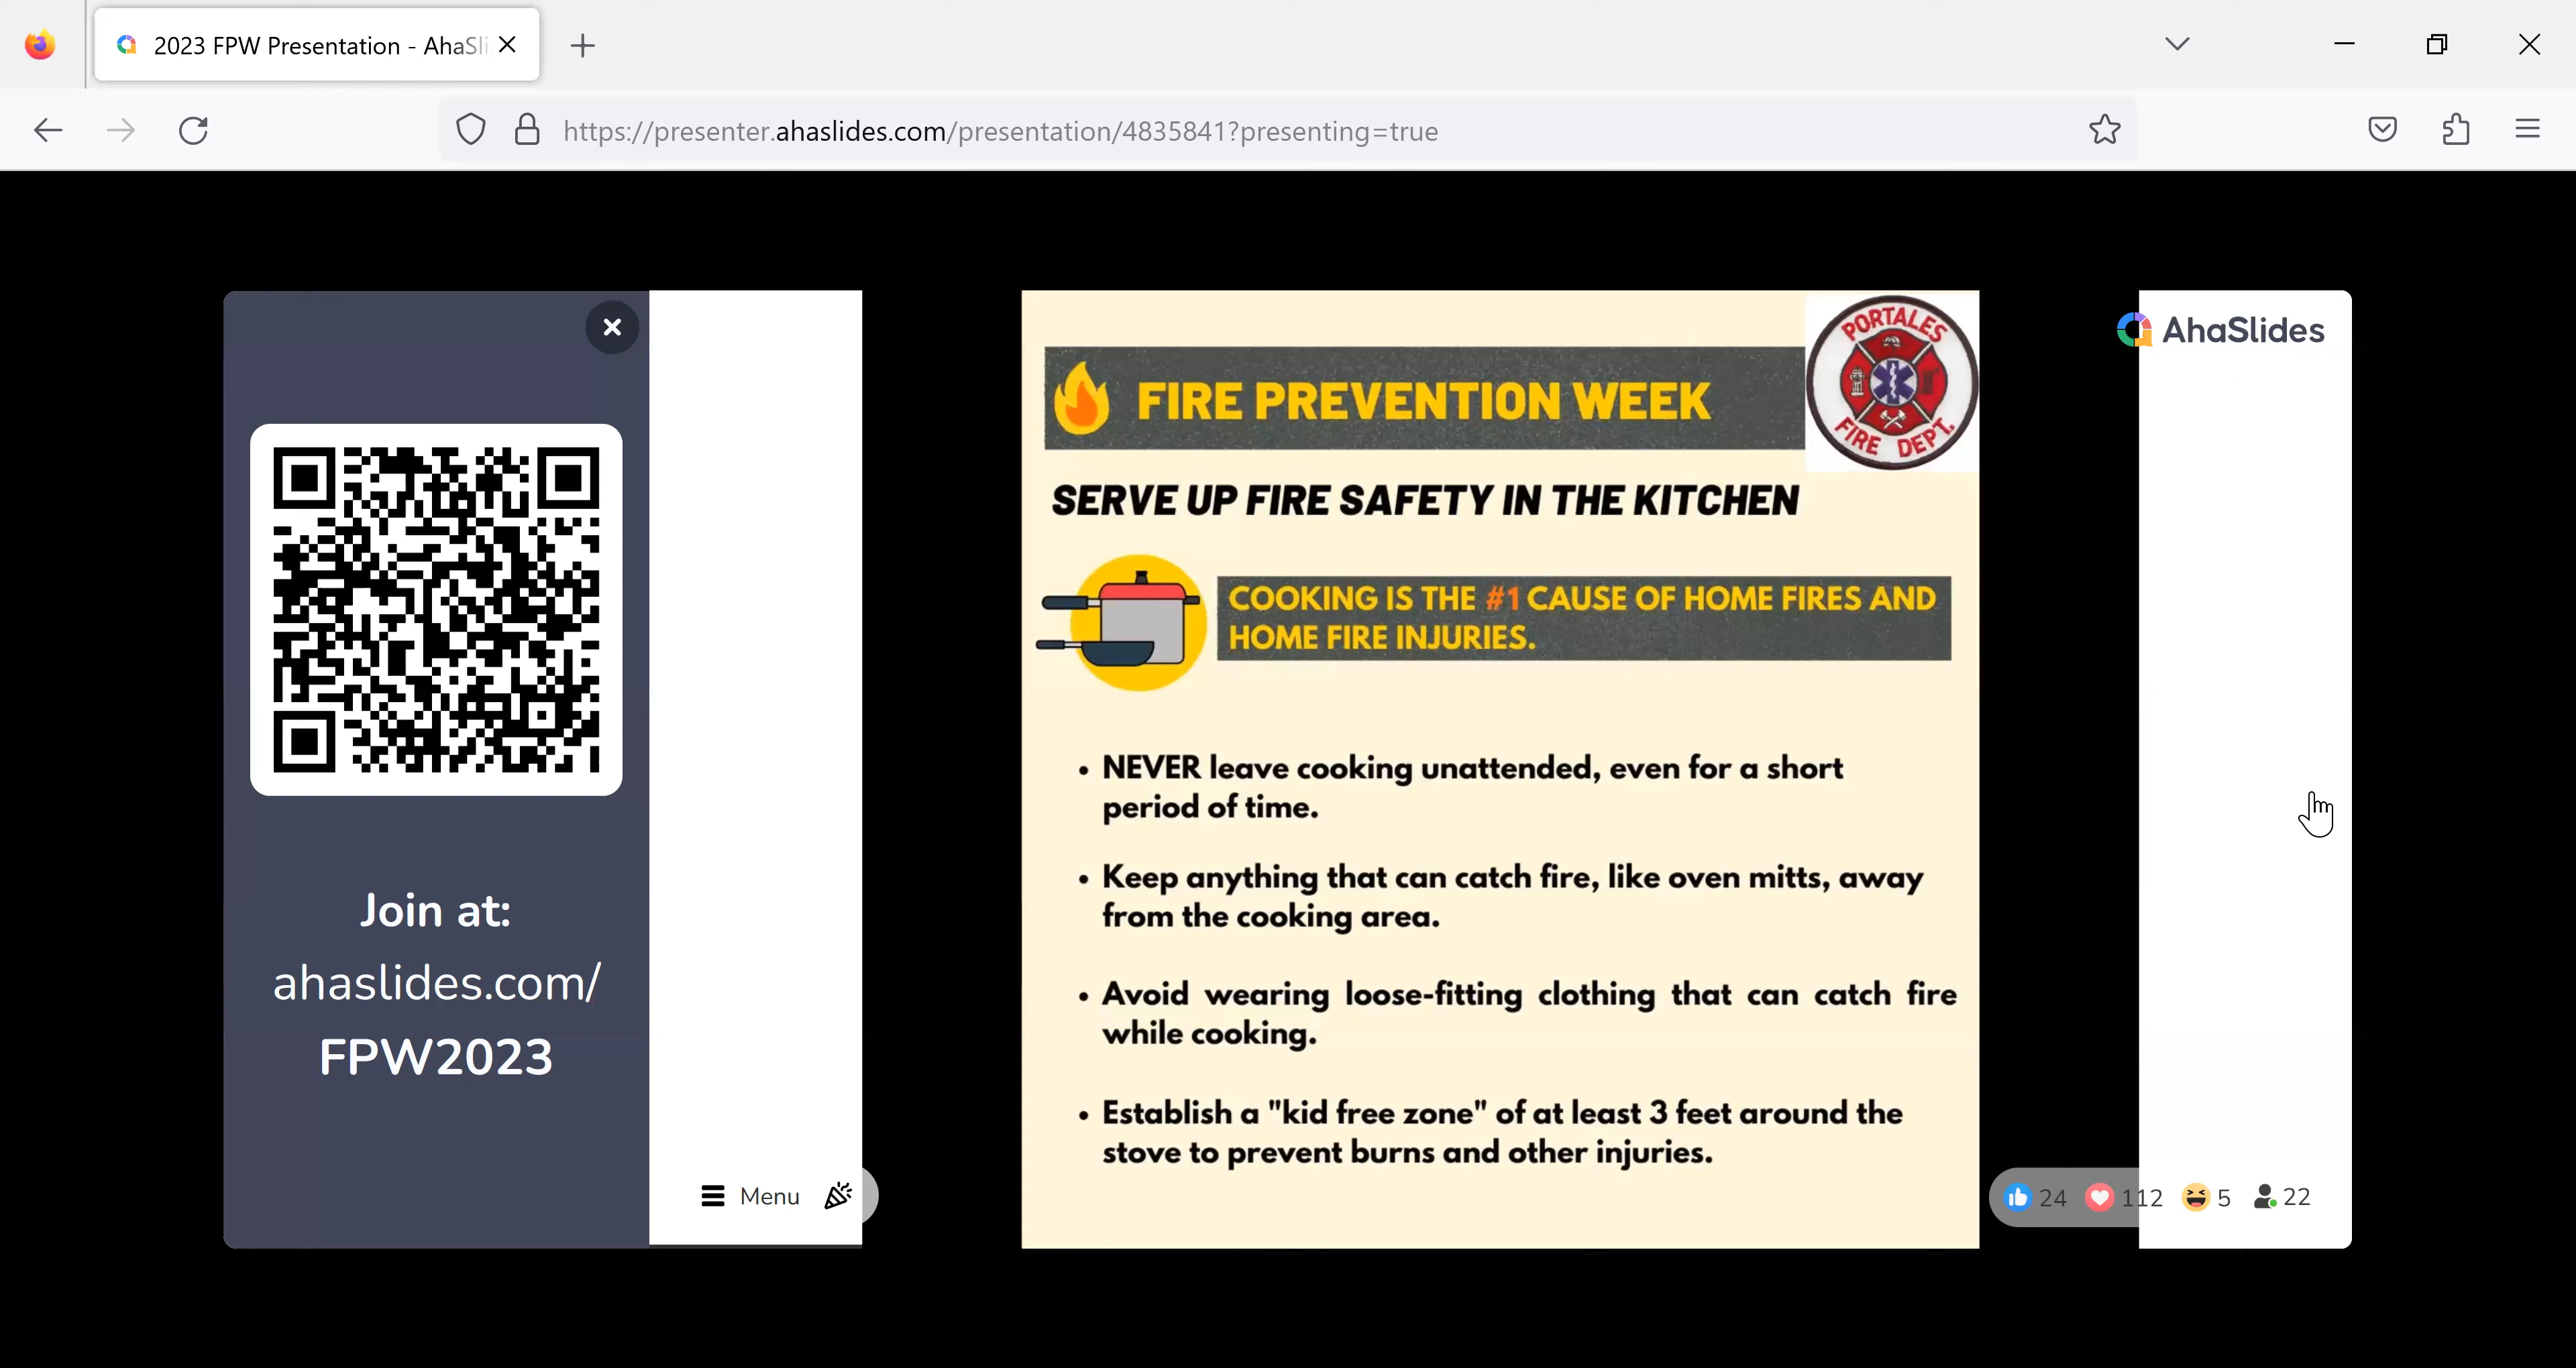 2023 FPW Presentation - AhaSli
https://presenter.ahaslides.com/presentation/4835841?presenting=true
Join at:
ahaslides.com/
FPW2023
Menu
FIRE PREVENTION WEEK
PORTALES
FIRE DEPT.
SERVE UP FIRE SAFETY IN THE KITCHEN
COOKING IS THE #1 CAUSE OF HOME FIRES AND
HOME FIRE INJURIES.
• NEVER leave cooking unattended, even for a short
period of time.
• Keep anything that can catch fire, like oven mitts, away
from the cooking area.
• Avoid wearing loose-fitting clothing that can catch fire
while cooking.
• Establish a "kid free zone" of at least 3 feet around the
stove to prevent burns and other injuries.
AhaSlides
24 112 5 22